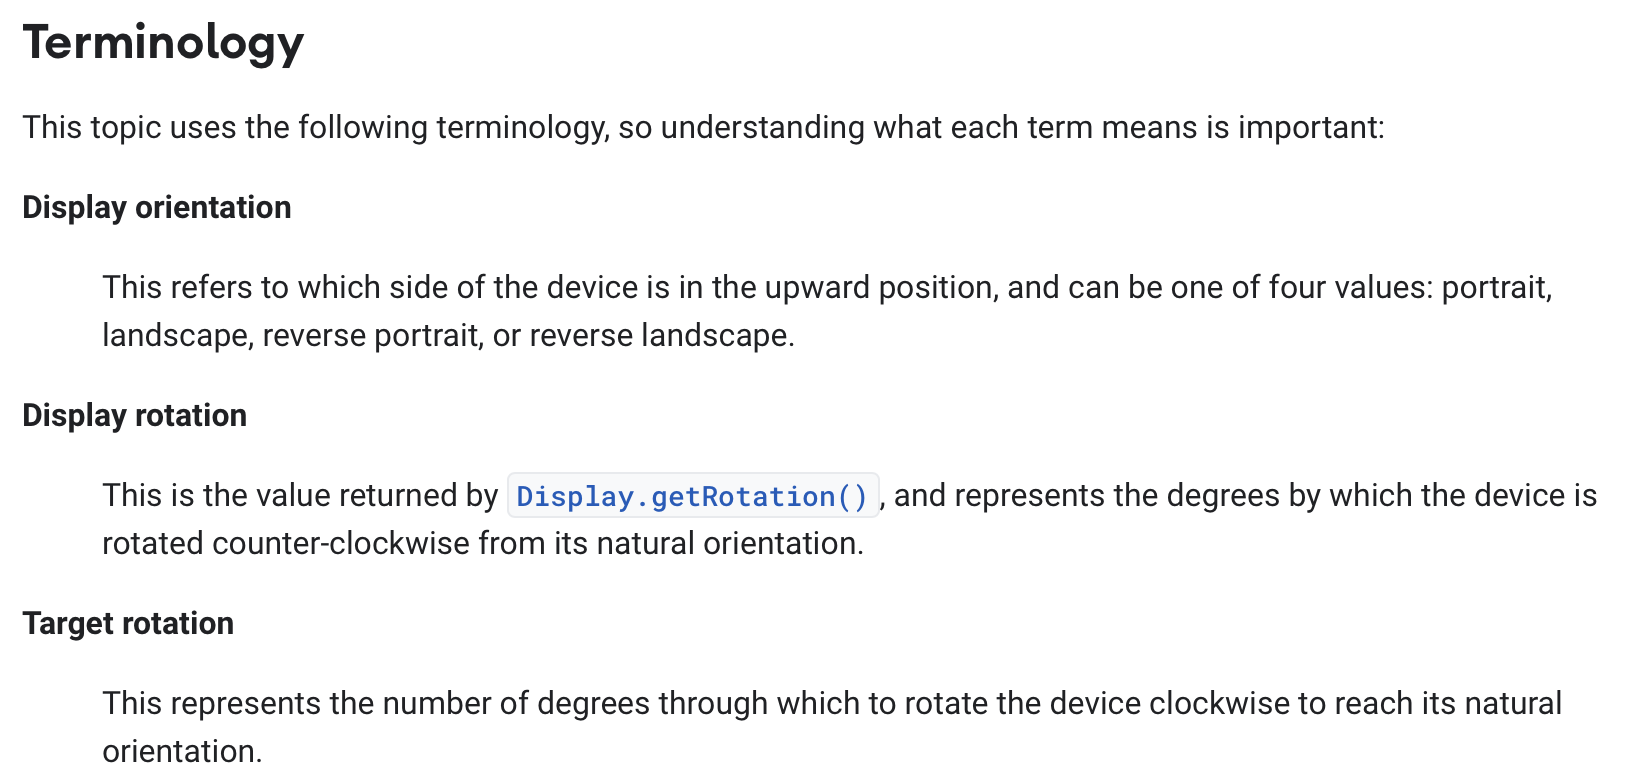 Terminology
This topic uses the following terminology, so understanding what each term means is important:
Display orientation
This refers to which side of the device is in the upward position, and can be one of four values: portrait,
landscape, reverse portrait, or reverse landscape.
Display rotation
This is the value returned by Display.getRotation(), and represents the degrees by which the device is
rotated counter-clockwise from its natural orientation.
Target rotation
This represents the number of degrees through which to rotate the device clockwise to reach its natural
orientation.